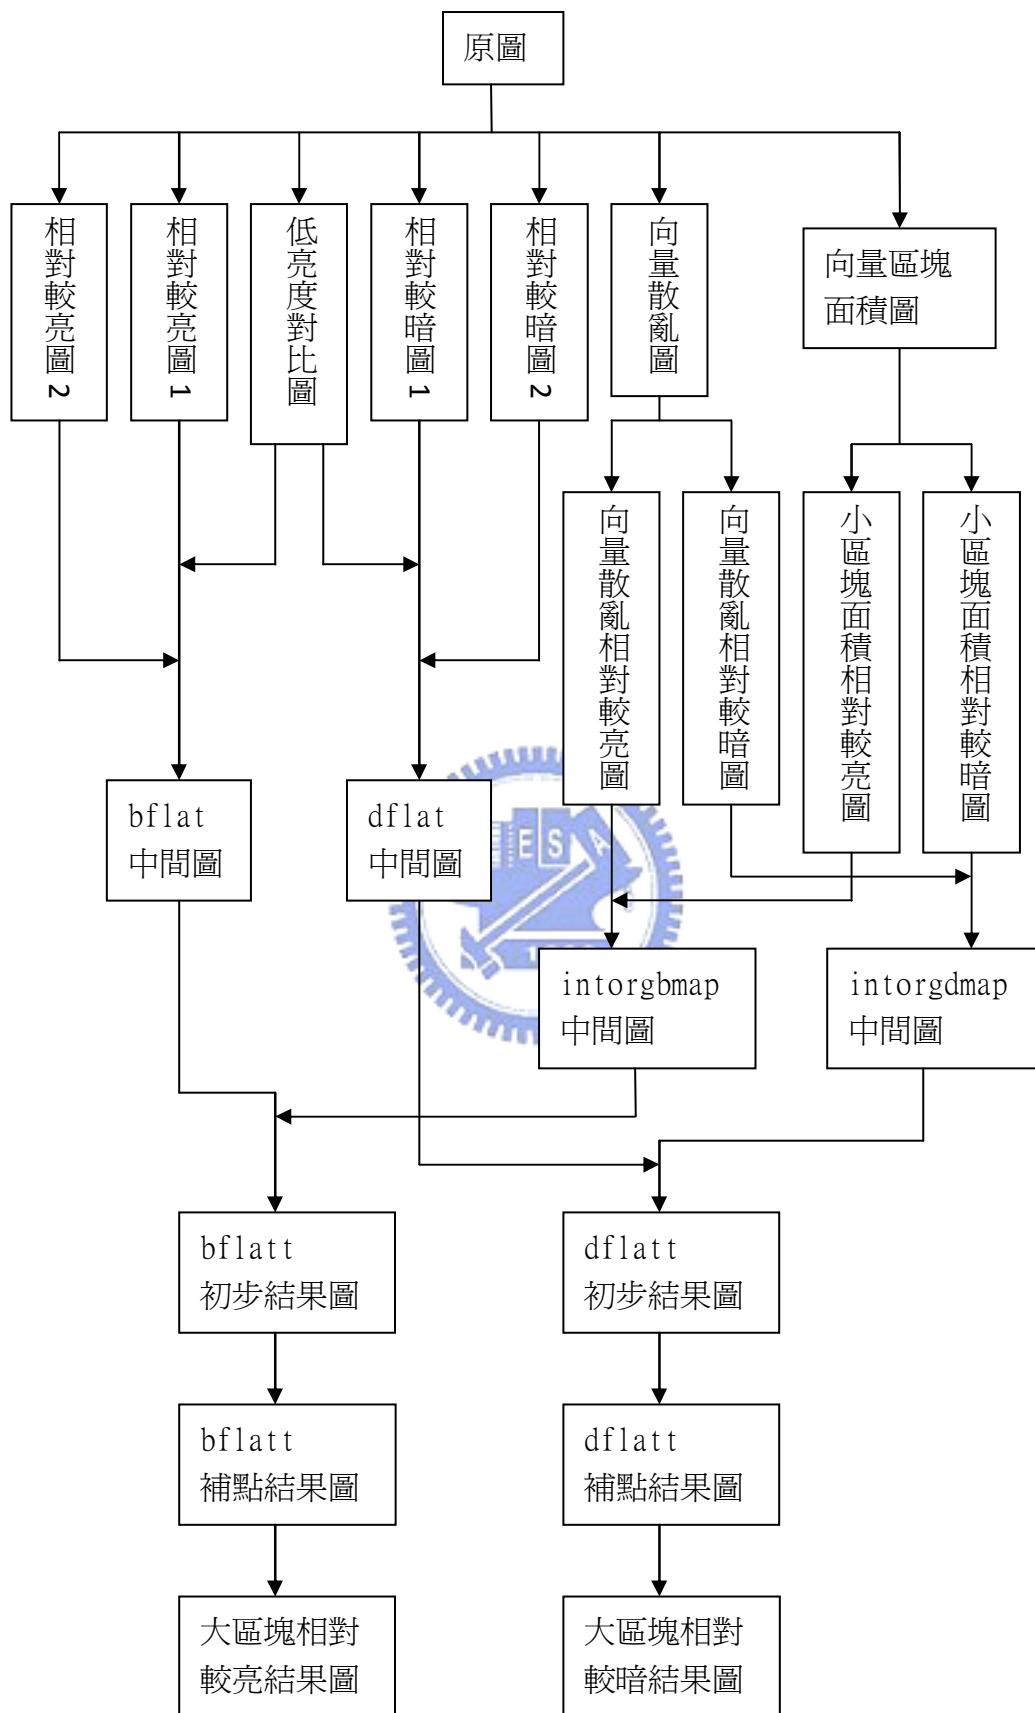 原圖
相對較亮圖2
相對較亮圖1
低亮度對比圖
相對較暗圖1
相對較暗圖2
向量散亂圖
向量區塊
面積圖
向量散亂相對較亮圖
向量散亂相對較暗圖
小區塊面積相對較亮圖
小區塊面積相對較暗圖
bflat
中間圖
dflat
中間圖
ESA
intorgbmap
中間圖
intorgdmap
中間圖
bflatt
初步結果圖
dflatt
初步結果圖
bflatt
補點結果圖
dflatt
補點結果圖
大區塊相對
較亮結果圖
大區塊相對
較暗結果圖